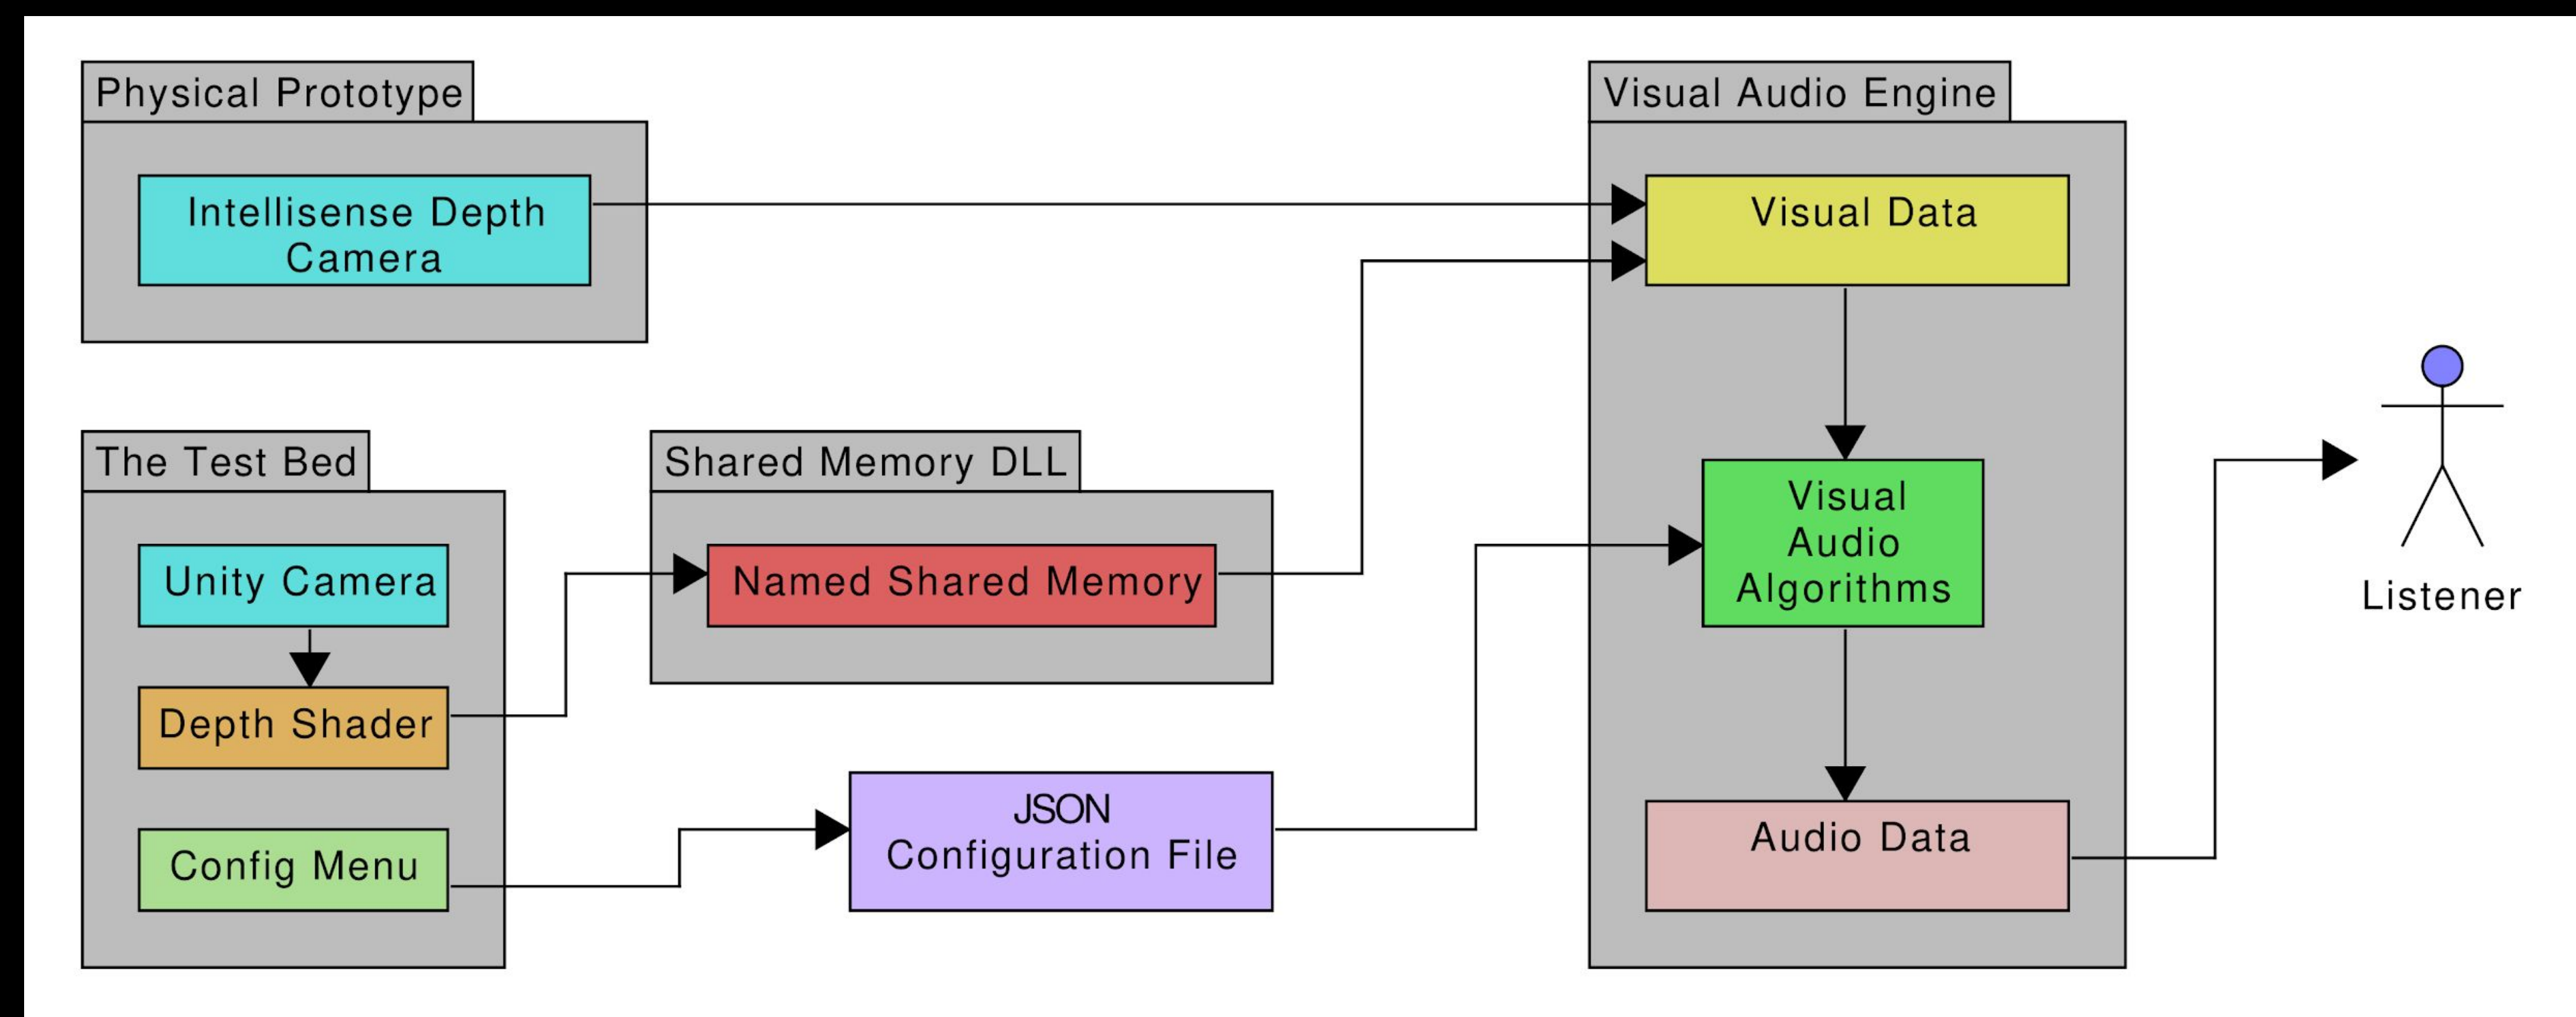 Physical Prototype
Intellisense Depth
Camera
The Test Bed
Unity Camera
Depth Shader
Config Menu
Shared Memory DLL
Named Shared Memory
JSON
Configuration File
Visual Audio Engine
Visual Data
Visual
Audio
Algorithms
Audio Data
Listener